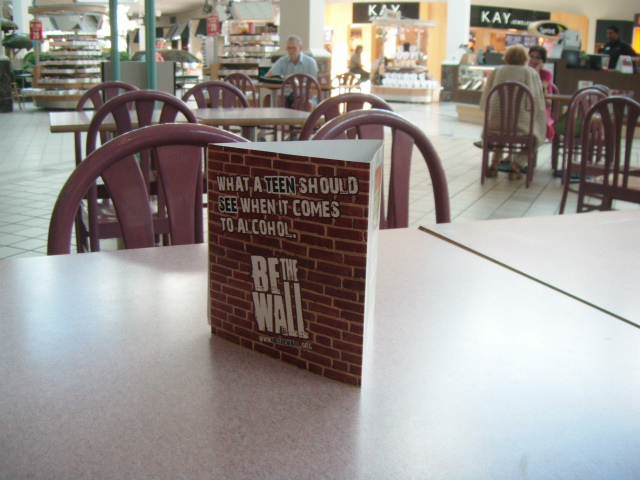 KAY
KAY
WHAT A TEEN SHOULD
SEE WHEN IT COMES
TO ALCOHOL.
BE THE
WALL